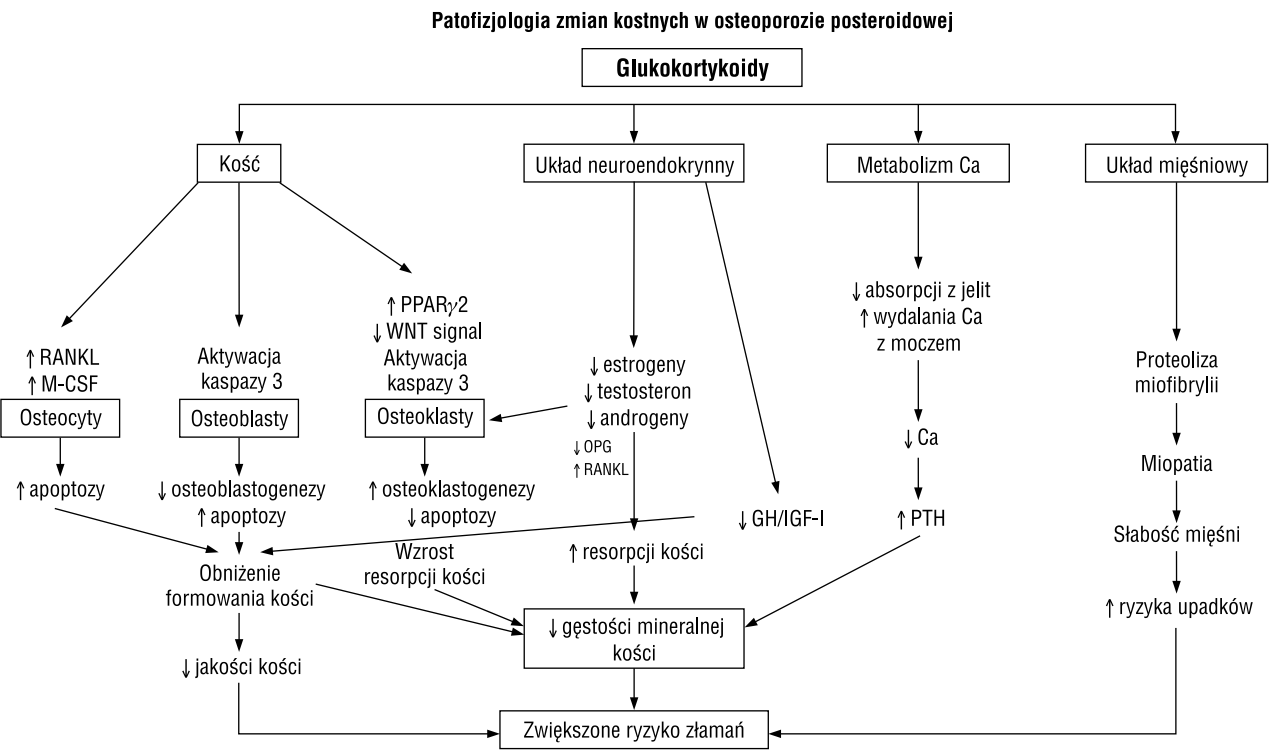 Patofizjologia zmian kostnych w osteoporozie posteroidowej
Glukokortykoidy
Kość
Układ neuroendokrynny
Metabolizm Ca
Układ mięśniowy
↑ RANKL
↑ M-CSF
Osteocyty
↑ apoptozy
Aktywacja
kaspazy 3
Osteoblasty
↓ osteoblastogenezy
↑ apoptozy
↑ PPARγ2
↓ WNT signal
Aktywacja
kaspazy 3
Osteoklasty
↑ osteoklastogenezy
↓ apoptozy
↓ estrogeny
↓ testosteron
↓ androgeny
↓ OPG
↑ RANKL
↓ GH/IGF-I
↑ resorpcji kości
↓ absorpcji z jelit
↑ wydalania Ca
z moczem
↓ Ca
↑ PTH
Proteoliza
miofibrylii
Miopatia
Słabość mięśni
↑ ryzyka upadków
Obniżenie
formowania kości
Wzrost
resorpcji kości
↓ jakości kości
↓ gęstości mineralnej
kości
Zwiększone ryzyko złamań